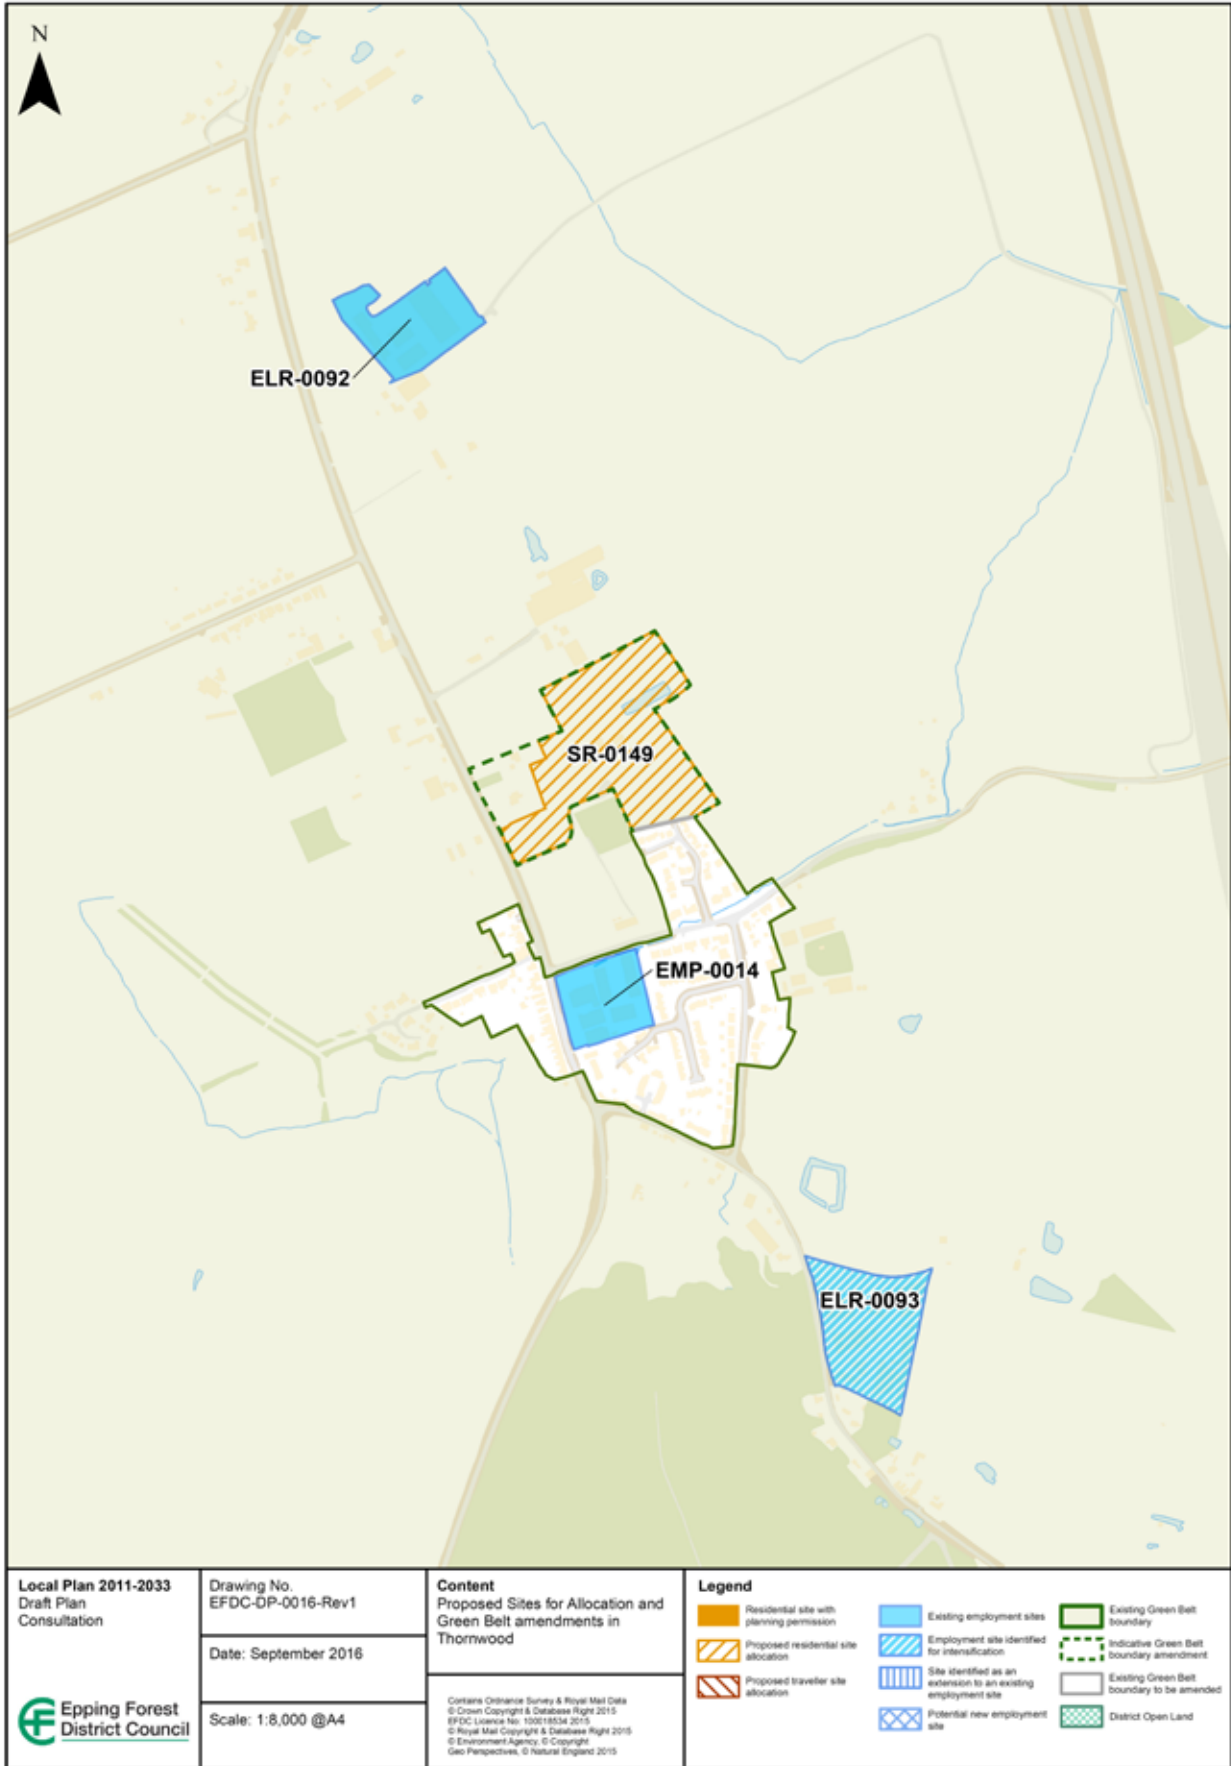 N
ELR-0092
SR-0149
EMP-0014
ELR-0093
Local Plan 2011-2033
Draft Plan
Consultation
Epping Forest
District Council
Drawing No.
EFDC-DP-0016-Rev1
Date: September 2016
Scale: 1:8,000 @A4
Content
Proposed Sites for Allocation and
Green Belt amendments in
Thornwood
Contains Ordnance Survey & Royal Mail Data
© Crown Copyright & Database Right 2015
EFDC Licence No: 100018534 2015
© Royal Mail Copyright & Database Right 2015
© Environment Agency, © Copyright
Geo Perspectives, © Natural England 2015
Legend
Residential site with
planning permission
Proposed residential site
allocation
Proposed traveller site
allocation
Existing employment sites
Employment site identified
for intensification
Site identified as an
extension to an existing
employment site
Potential new employment
site
Existing Green Belt
boundary
Indicative Green Belt
boundary amendment
Existing Green Belt
boundary to be amended
District Open Land